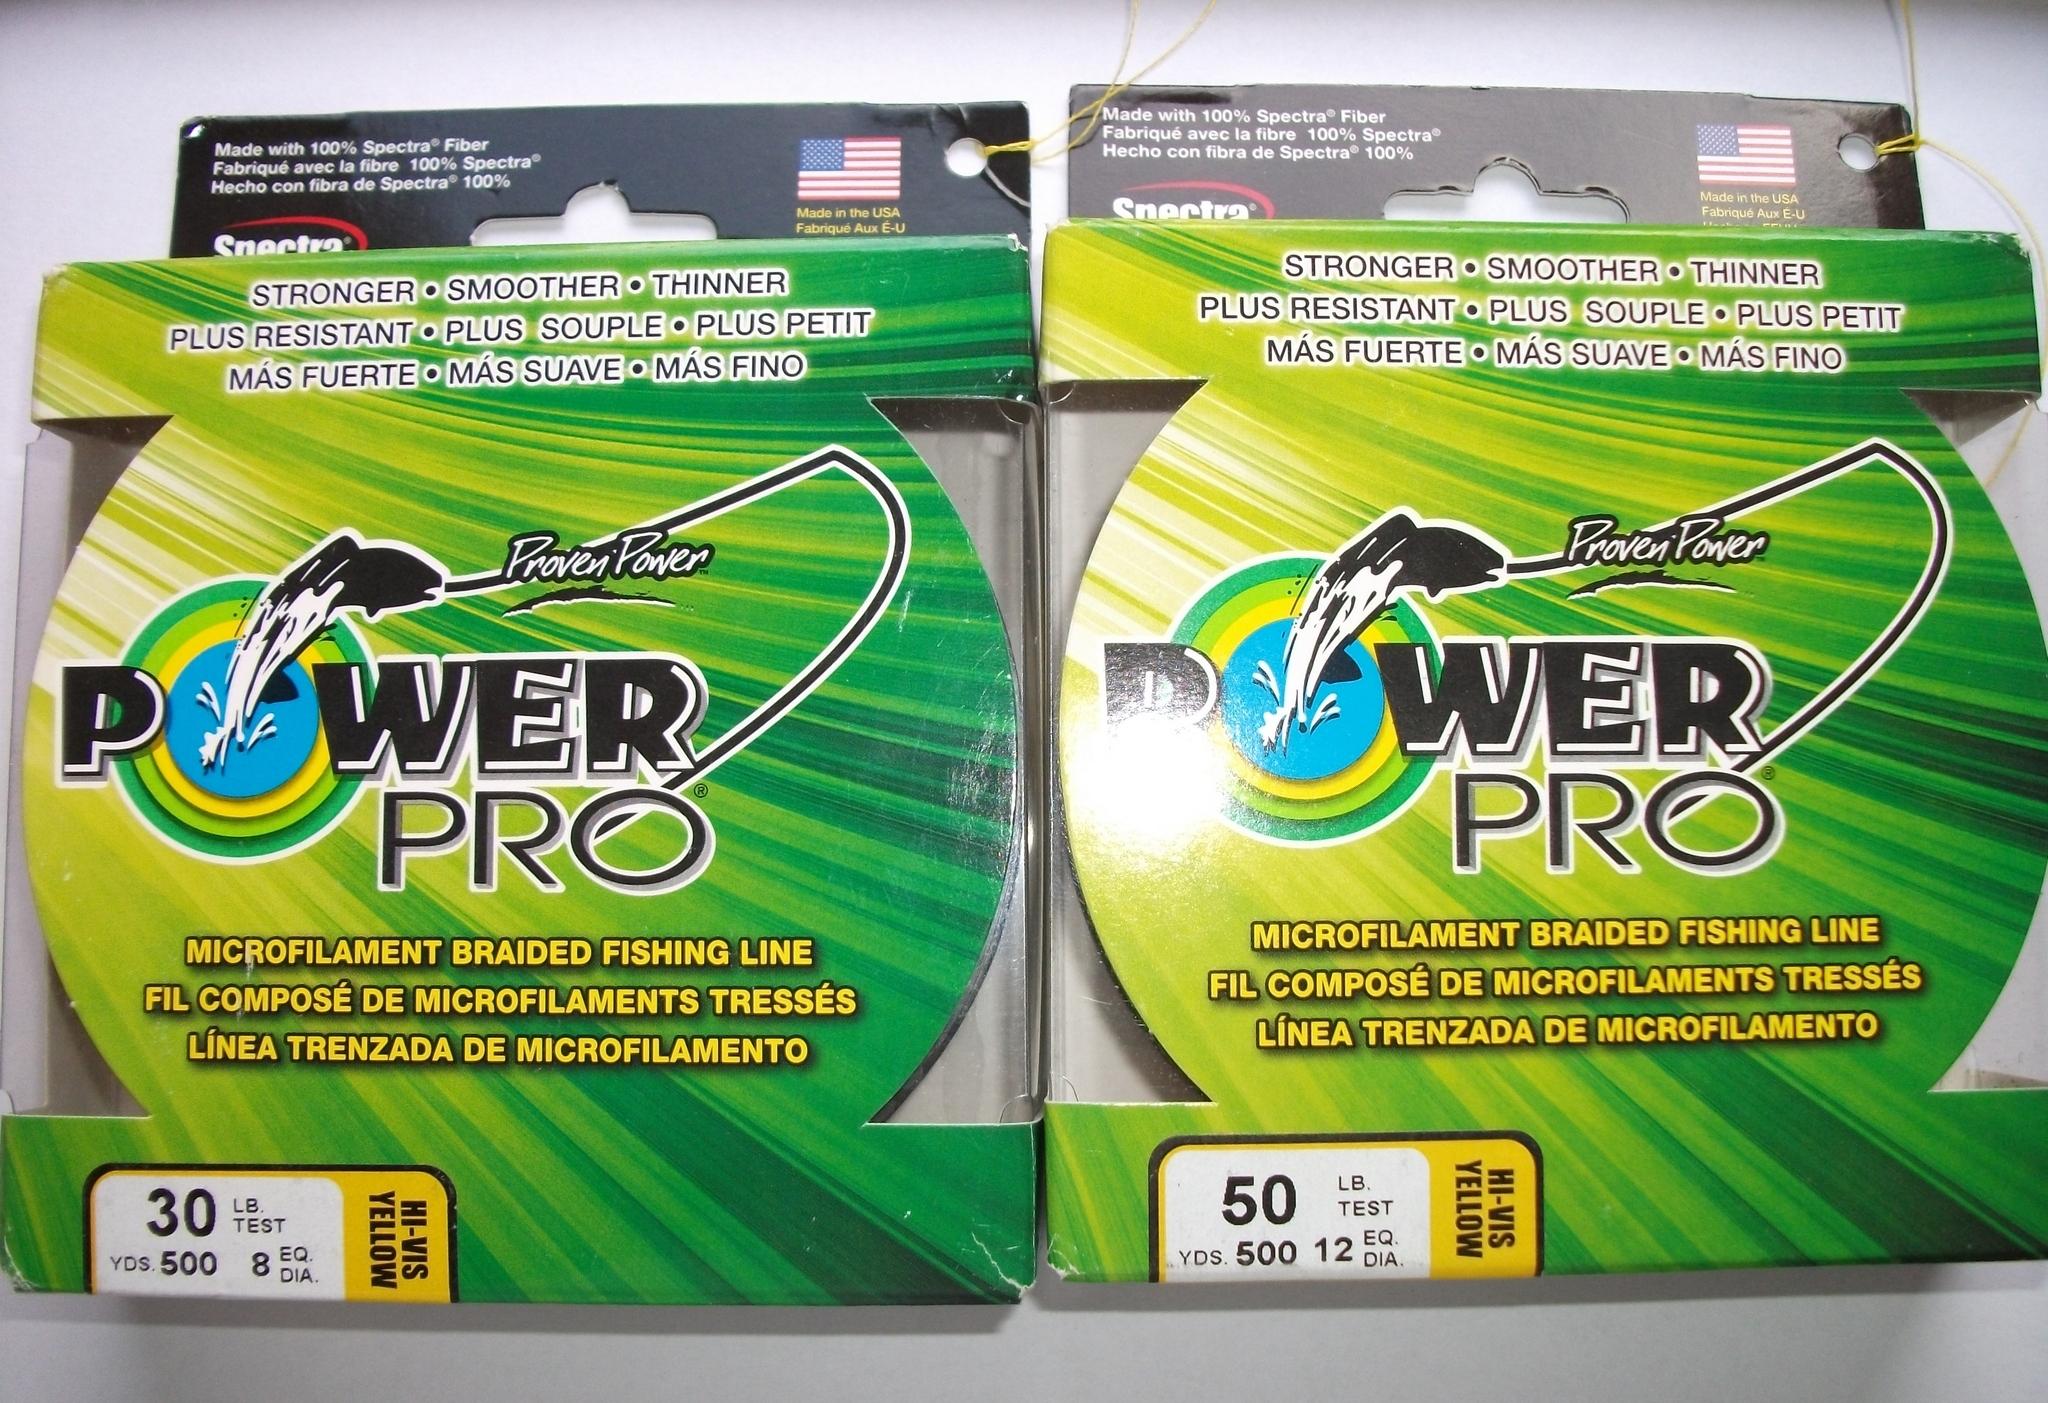 Made with 100% Spectra® Fiber
Fabriqué avec la fibre 100% Spectra®
Hecho con fibra de Spectra® 100%
Spectra®
Made in the USA
Fabriqué Aux É-U
STRONGER • SMOOTHER • THINNER
PLUS RESISTANT • PLUS SOUPLE • PLUS PETIT
MÁS FUERTE • MÁS SUAVE • MÁS FINO
Proven Power™
POWER
PRO®
MICROFILAMENT BRAIDED FISHING LINE
FIL COMPOSÉ DE MICROFILAMENTS TRESSÉS
LÍNEA TRENZADA DE MICROFILAMENTO
30 LB. TEST
YDS. 500 8 EQ. DIA.
HI-VIS
YELLOW
Made with 100% Spectra® Fiber
Fabriqué avec la fibre 100% Spectra®
Hecho con fibra de Spectra® 100%
Spectra®
Made in the USA
Fabriqué Aux É-U
STRONGER • SMOOTHER • THINNER
PLUS RESISTANT • PLUS SOUPLE • PLUS PETIT
MÁS FUERTE • MÁS SUAVE • MÁS FINO
Proven Power
POWER
PRO®
MICROFILAMENT BRAIDED FISHING LINE
FIL COMPOSÉ DE MICROFILAMENTS TRESSÉS
LÍNEA TRENZADA DE MICROFILAMENTO
50 LB. TEST
YDS. 500 12 EQ. DIA.
HI-VIS
YELLOW